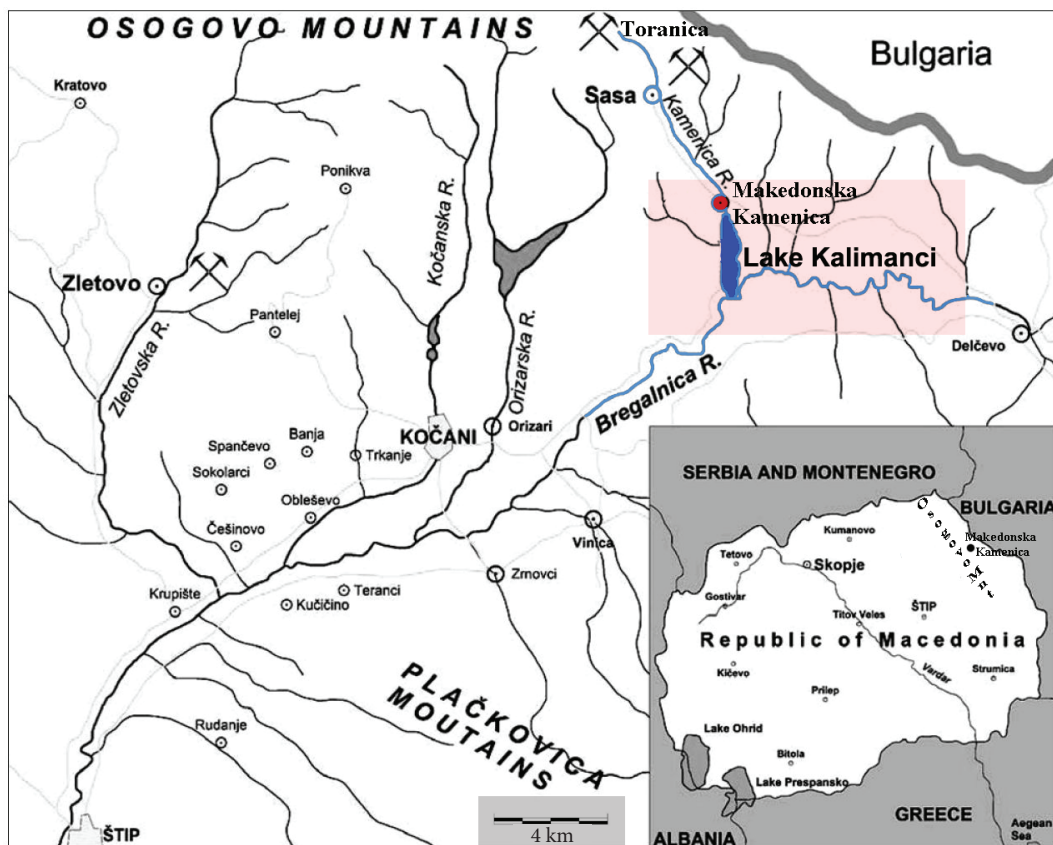 OSOGOVO MOUNTAINS
Toranica
Bulgaria
Kratovo
Sasa
Kamenica R.
Ponikva
Kočanska R.
Makedonska
Kamenica
Zletovo
Lake Kalimanci
Pantelej
Zletovska R.
Orizarska R.
Delčevo
Bregalnica R.
KOČANI
Orizari
Banja
Spančevo
Trkanje
Sokolarci
Obleševo
Češinovo
Vinica
Zrnovci
Teranci
Krupište
Kučičino
PLAČKOVICA
MOUTAINS
Rudanje
4 km
ŠTIP
SERBIA AND MONTENEGRO
BULGARIA
Osogovo Mnt
Kumanovo
Makedonska
Kamenica
Tetovo
Skopje
Gostivar
Titov Veles
ŠTIP
Republic of Macedonia
Kičevo
Vardar
Strumica
Prilep
Lake Ohrid
Bitola
Lake Prespansko
GREECE
Aegean
Sea
ALBANIA